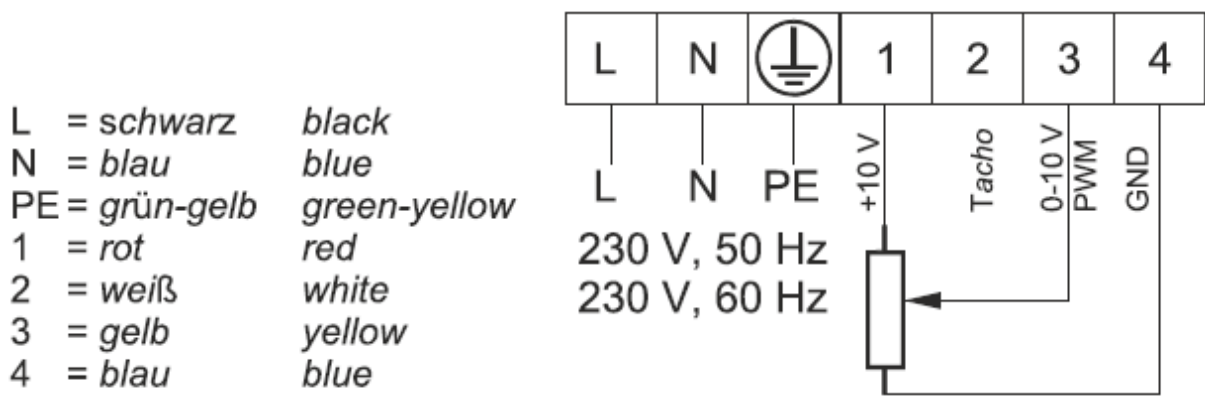 L = schwarz black
N = blau blue
PE = grün-gelb green-yellow
1 = rot red
2 = weiß white
3 = gelb yellow
4 = blau blue
L N 1 2 3 4
L N PE
+10 V
Tacho
0-10 V
PWM
GND
230 V, 50 Hz
230 V, 60 Hz